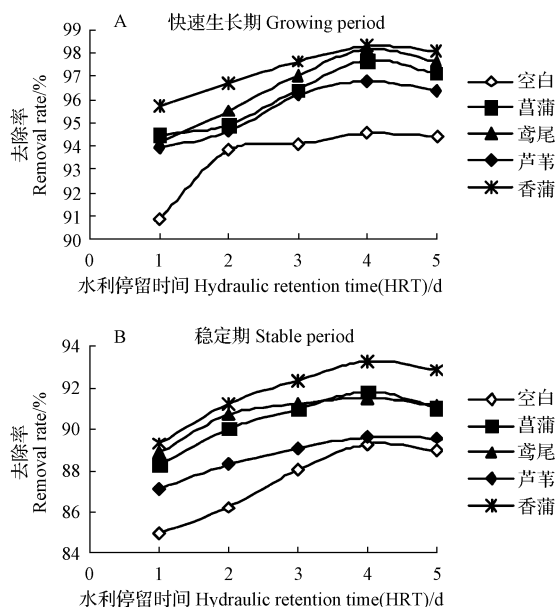 A
快速生长期 Growing period
99
98
97
96
95
94
93
92
91
90
去除率
Removal rate/%
0 1 2 3 4 5
水利停留时间 Hydraulic retention time(HRT)/d
空白
菖蒲
鸢尾
芦苇
香蒲
B
稳定期 Stable period
94
92
90
88
86
84
去除率
Removal rate/%
0 1 2 3 4 5
水利停留时间 Hydraulic retention time(HRT)/d
空白
菖蒲
鸢尾
芦苇
香蒲